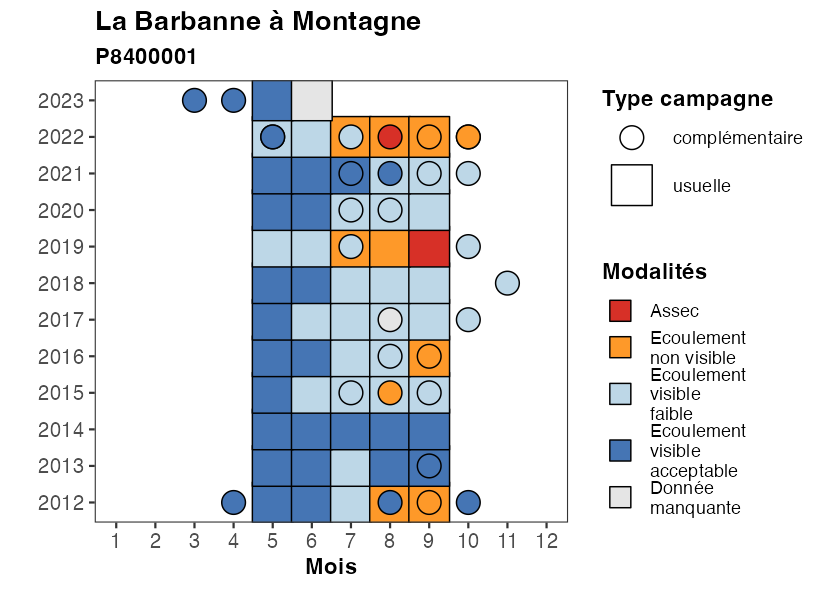 La Barbanne à Montagne
P8400001
2023
2022
2021
2020
2019
2018
2017
2016
2015
2014
2013
2012
1 2 3 4 5 6 7 8 9 10 11 12
Mois
Type campagne
complémentaire
usuelle
Modalités
Assec
Ecoulement
non visible
Ecoulement
visible
faible
Ecoulement
visible
acceptable
Donnée
manquante